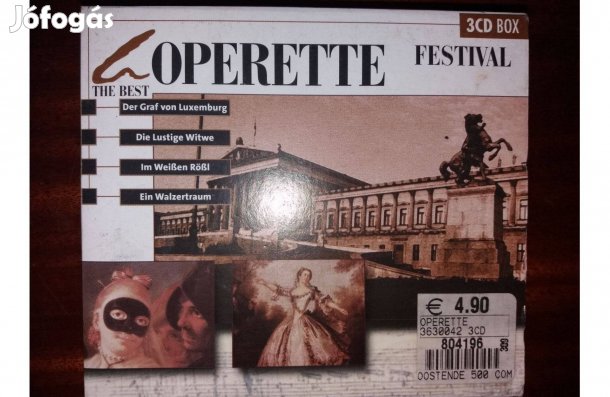 Jófogás
3CD BOX
OPERETTE
FESTIVAL
THE BEST
Der Graf von Luxemburg
Die Lustige Witwe
Im Weißen Rößl
Ein Walzertraum
€ 4.90
OPERETTE
3630042 3CD
804196
309
OOSTENDE 500 COM